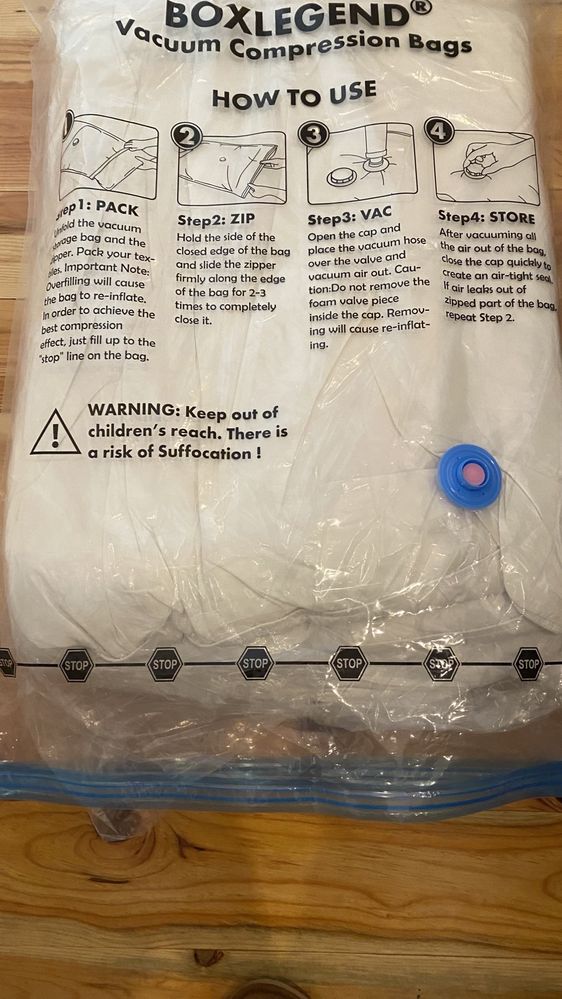 BOXLEGEND®
Vacuum Compression Bags
HOW TO USE
1
2
3
4
Step1: PACK
Unfold the vacuum
storage bag and the
zipper. Pack your tex-
tiles. Important Note:
Overfilling will cause
the bag to re-inflate.
In order to achieve the
best compression
effect, just fill up to the
"stop" line on the bag.
Step2: ZIP
Hold the side of the
closed edge of the bag
and slide the zipper
firmly along the edge
of the bag for 2-3
times to completely
close it.
Step3: VAC
Open the cap and
place the vacuum hose
over the valve and
vacuum air out. Cau-
tion:Do not remove the
foam valve piece
inside the cap. Remov-
ing will cause re-inflat-
ing.
Step4: STORE
After vacuuming all
the air out of the bag,
close the cap quickly to
create an air-tight seal.
If air leaks out of
zipped part of the bag,
repeat Step 2.
WARNING: Keep out of
children's reach. There is
a risk of Suffocation !
STOP STOP STOP STOP STOP STOP STOP